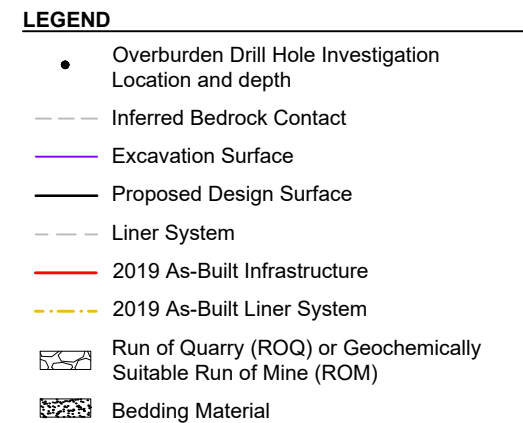 LEGEND
Overburden Drill Hole Investigation
Location and depth
Inferred Bedrock Contact
Excavation Surface
Proposed Design Surface
Liner System
2019 As-Built Infrastructure
2019 As-Built Liner System
Run of Quarry (ROQ) or Geochemically
Suitable Run of Mine (ROM)
Bedding Material